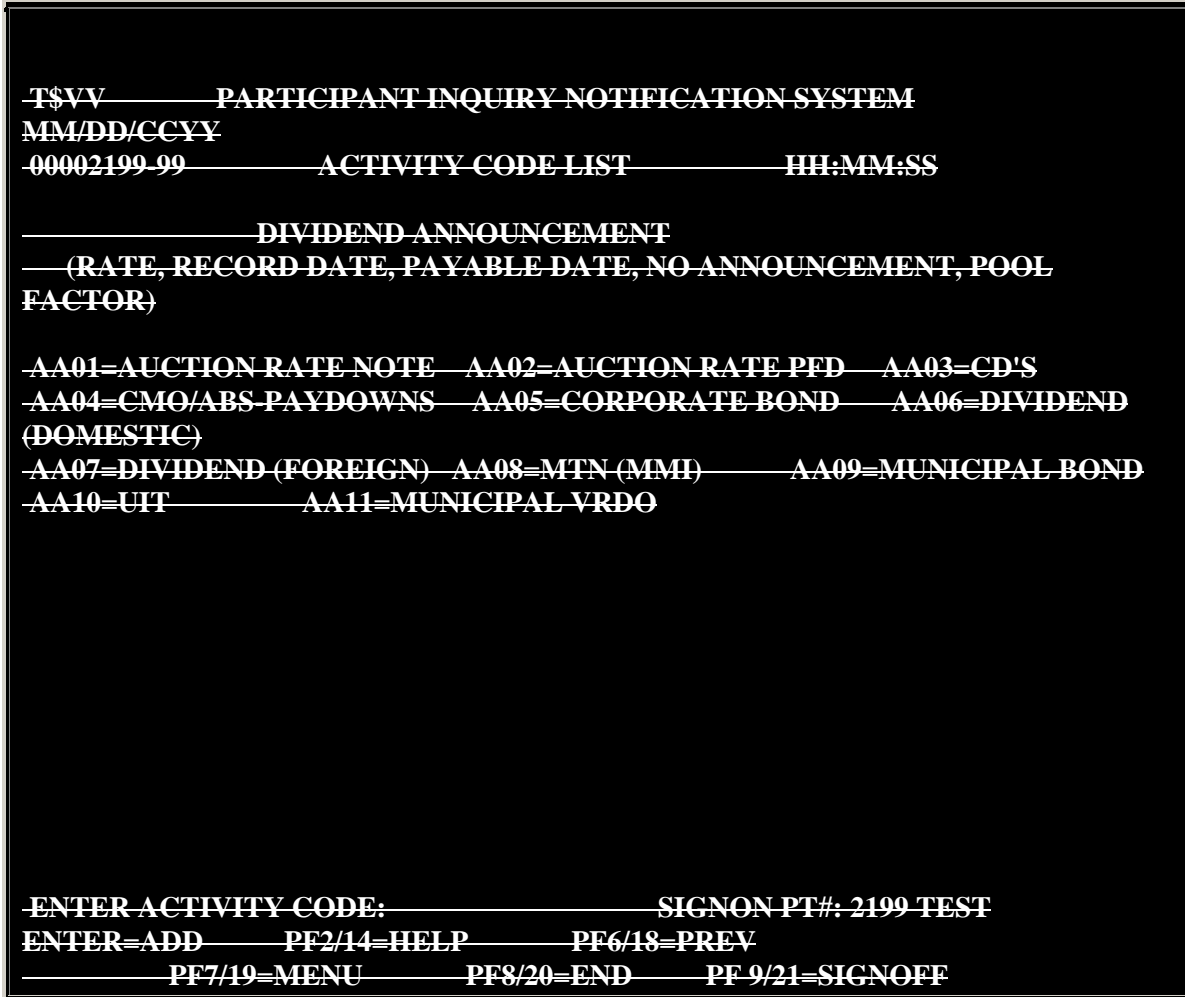 T$VV PARTICIPANT INQUIRY NOTIFICATION SYSTEM
MM/DD/CCYY
00002199-99 ACTIVITY CODE LIST HH:MM:SS
DIVIDEND ANNOUNCEMENT
(RATE, RECORD DATE, PAYABLE DATE, NO ANNOUNCEMENT, POOL
FACTOR)
AA01=AUCTION RATE NOTE AA02=AUCTION RATE PFD AA03=CD'S
AA04=CMO/ABS-PAYDOWNS AA05=CORPORATE BOND AA06=DIVIDEND
(DOMESTIC)
AA07=DIVIDEND (FOREIGN) AA08=MTN (MMI) AA09=MUNICIPAL BOND
AA10=UIT AA11=MUNICIPAL VRDO
ENTER ACTIVITY CODE: SIGNON PT#: 2199 TEST
ENTER=ADD PF2/14=HELP PF6/18=PREV
PF7/19=MENU PF8/20=END PF 9/21=SIGNOFF